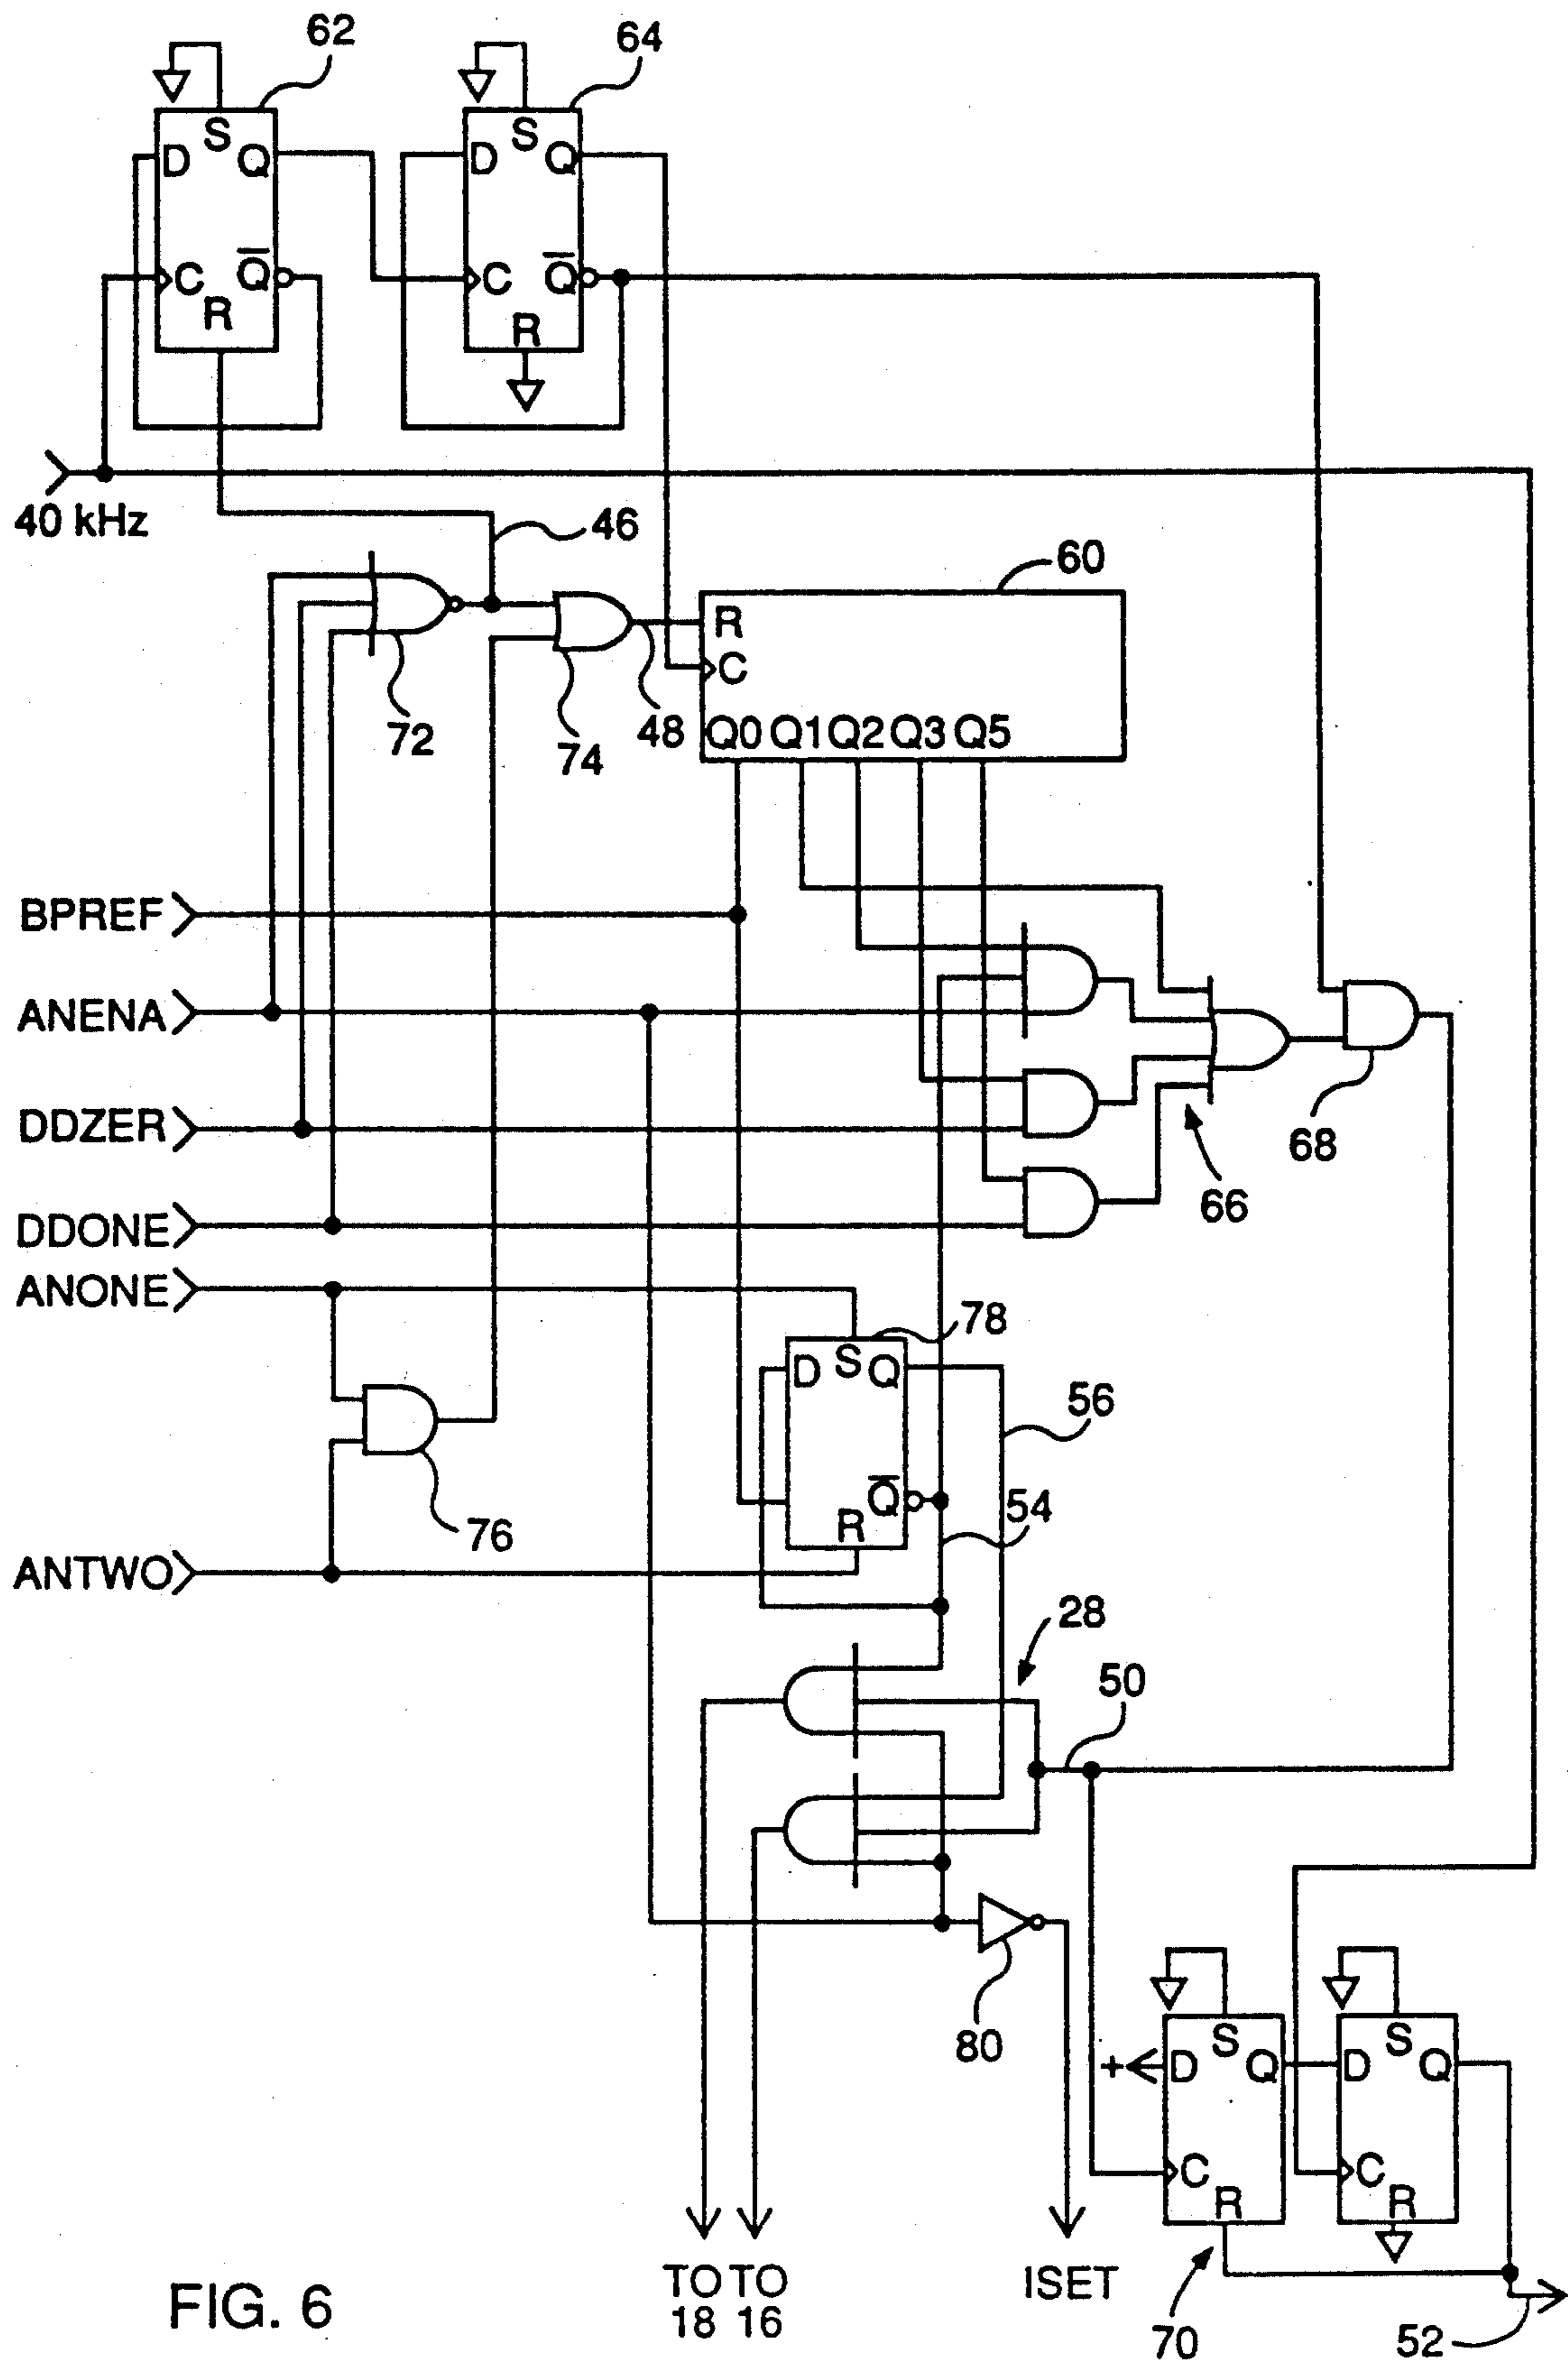 62
64
S
D Q
C Q̅
R
S
D Q
C Q̅
R
40 kHz
46
60
R
C
72
74
48
Q0 Q1 Q2 Q3 Q5
BPREF
ANENA
DDZER
68
66
DDONE
ANONE
78
S
D Q
56
Q̅
R
54
76
ANTWO
28
50
80
S
+ D Q
C
R
S
D Q
C
R
TO TO
18 16
ISET
70
52
FIG. 6